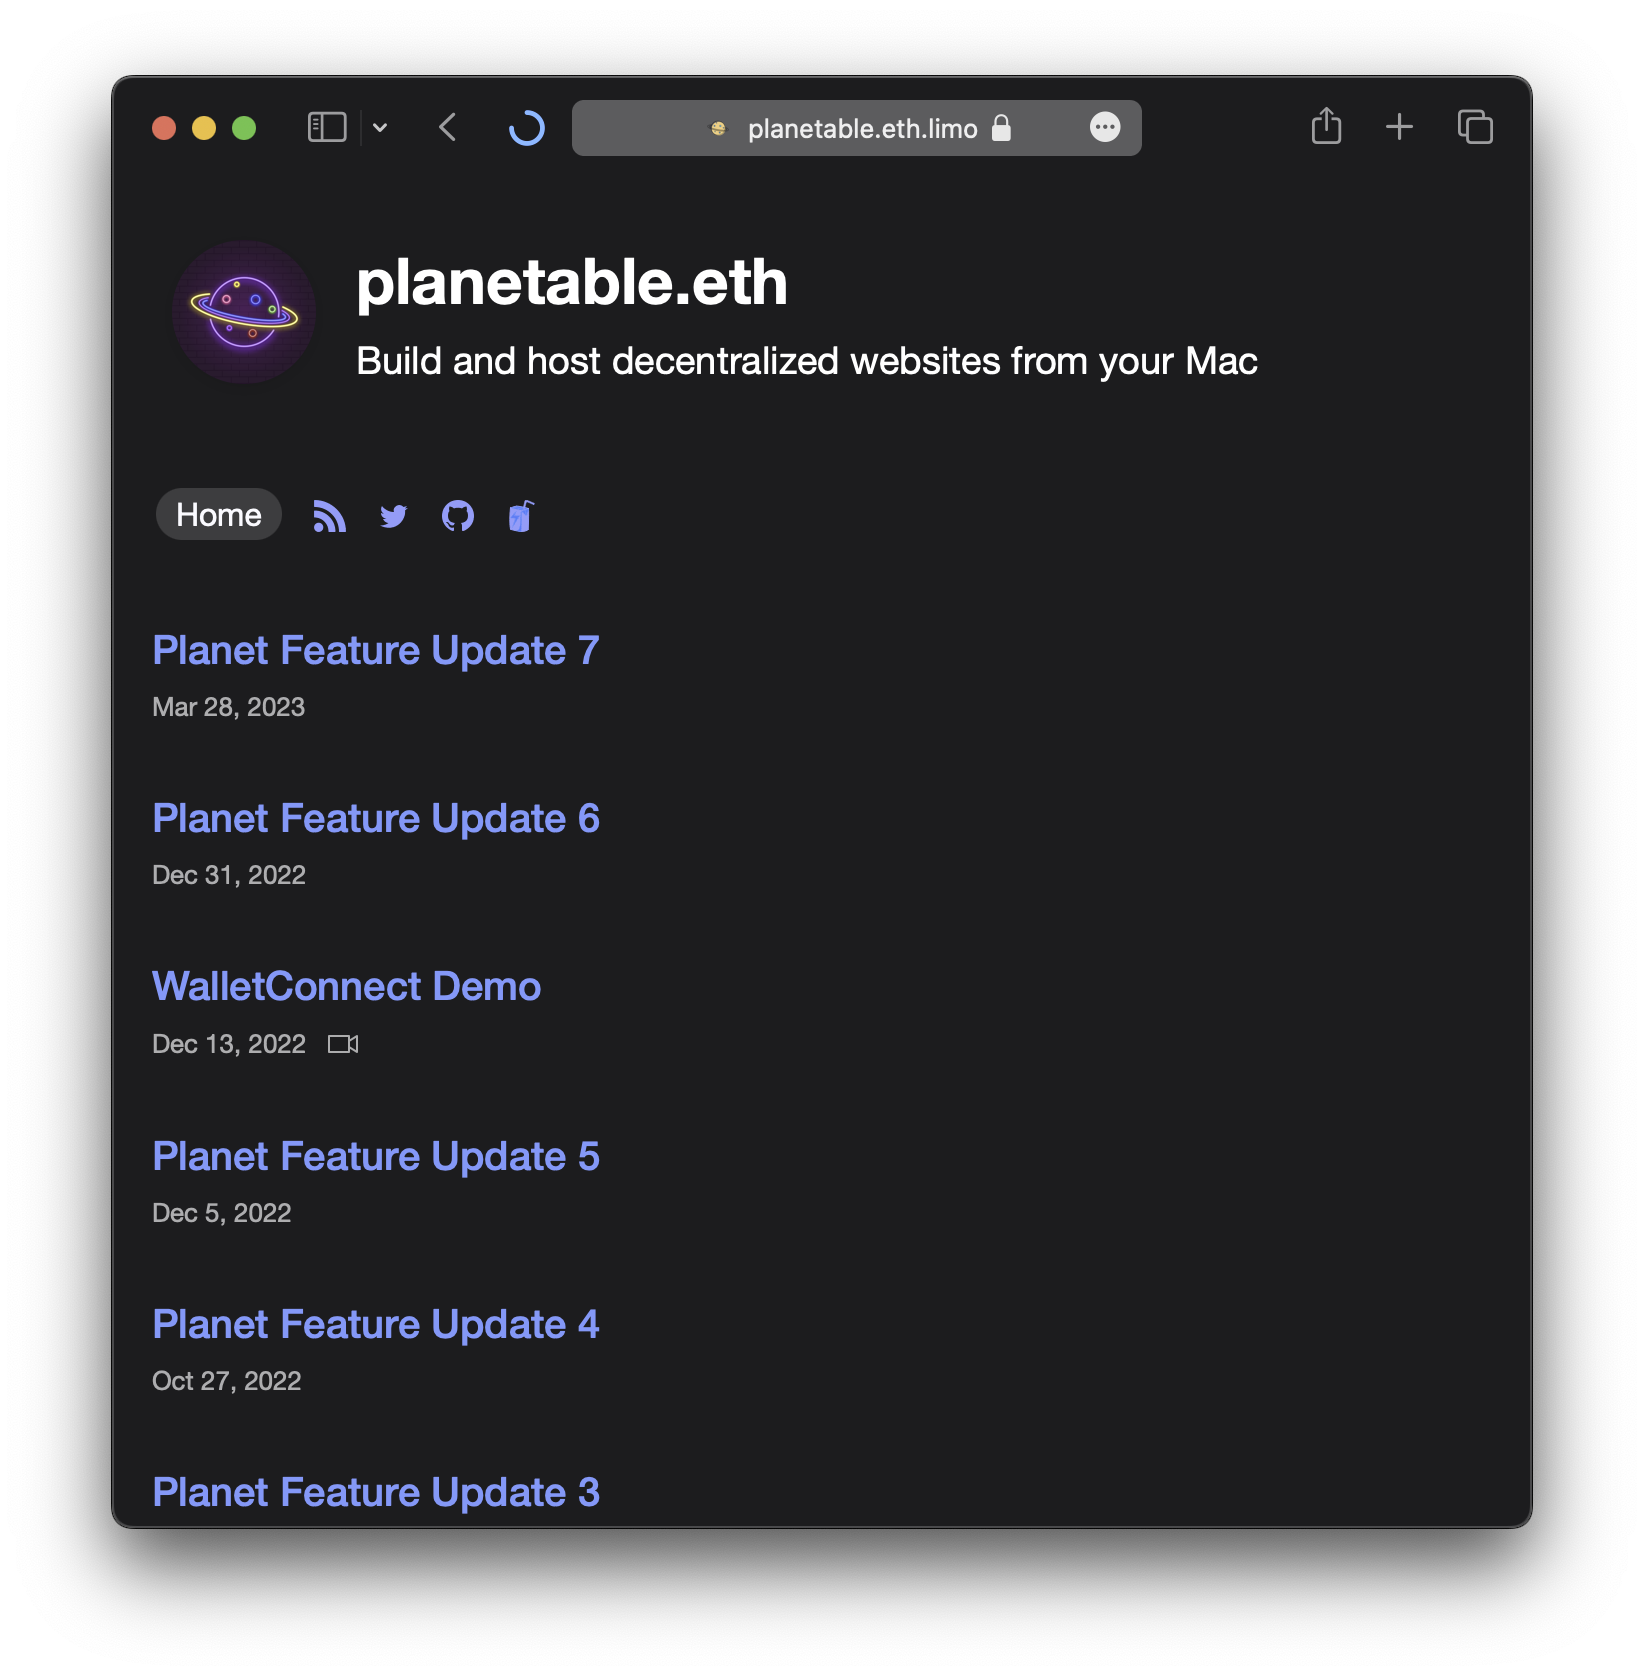 planetable.eth.limo
planetable.eth
Build and host decentralized websites from your Mac
Home
Planet Feature Update 7
Mar 28, 2023
Planet Feature Update 6
Dec 31, 2022
WalletConnect Demo
Dec 13, 2022
Planet Feature Update 5
Dec 5, 2022
Planet Feature Update 4
Oct 27, 2022
Planet Feature Update 3